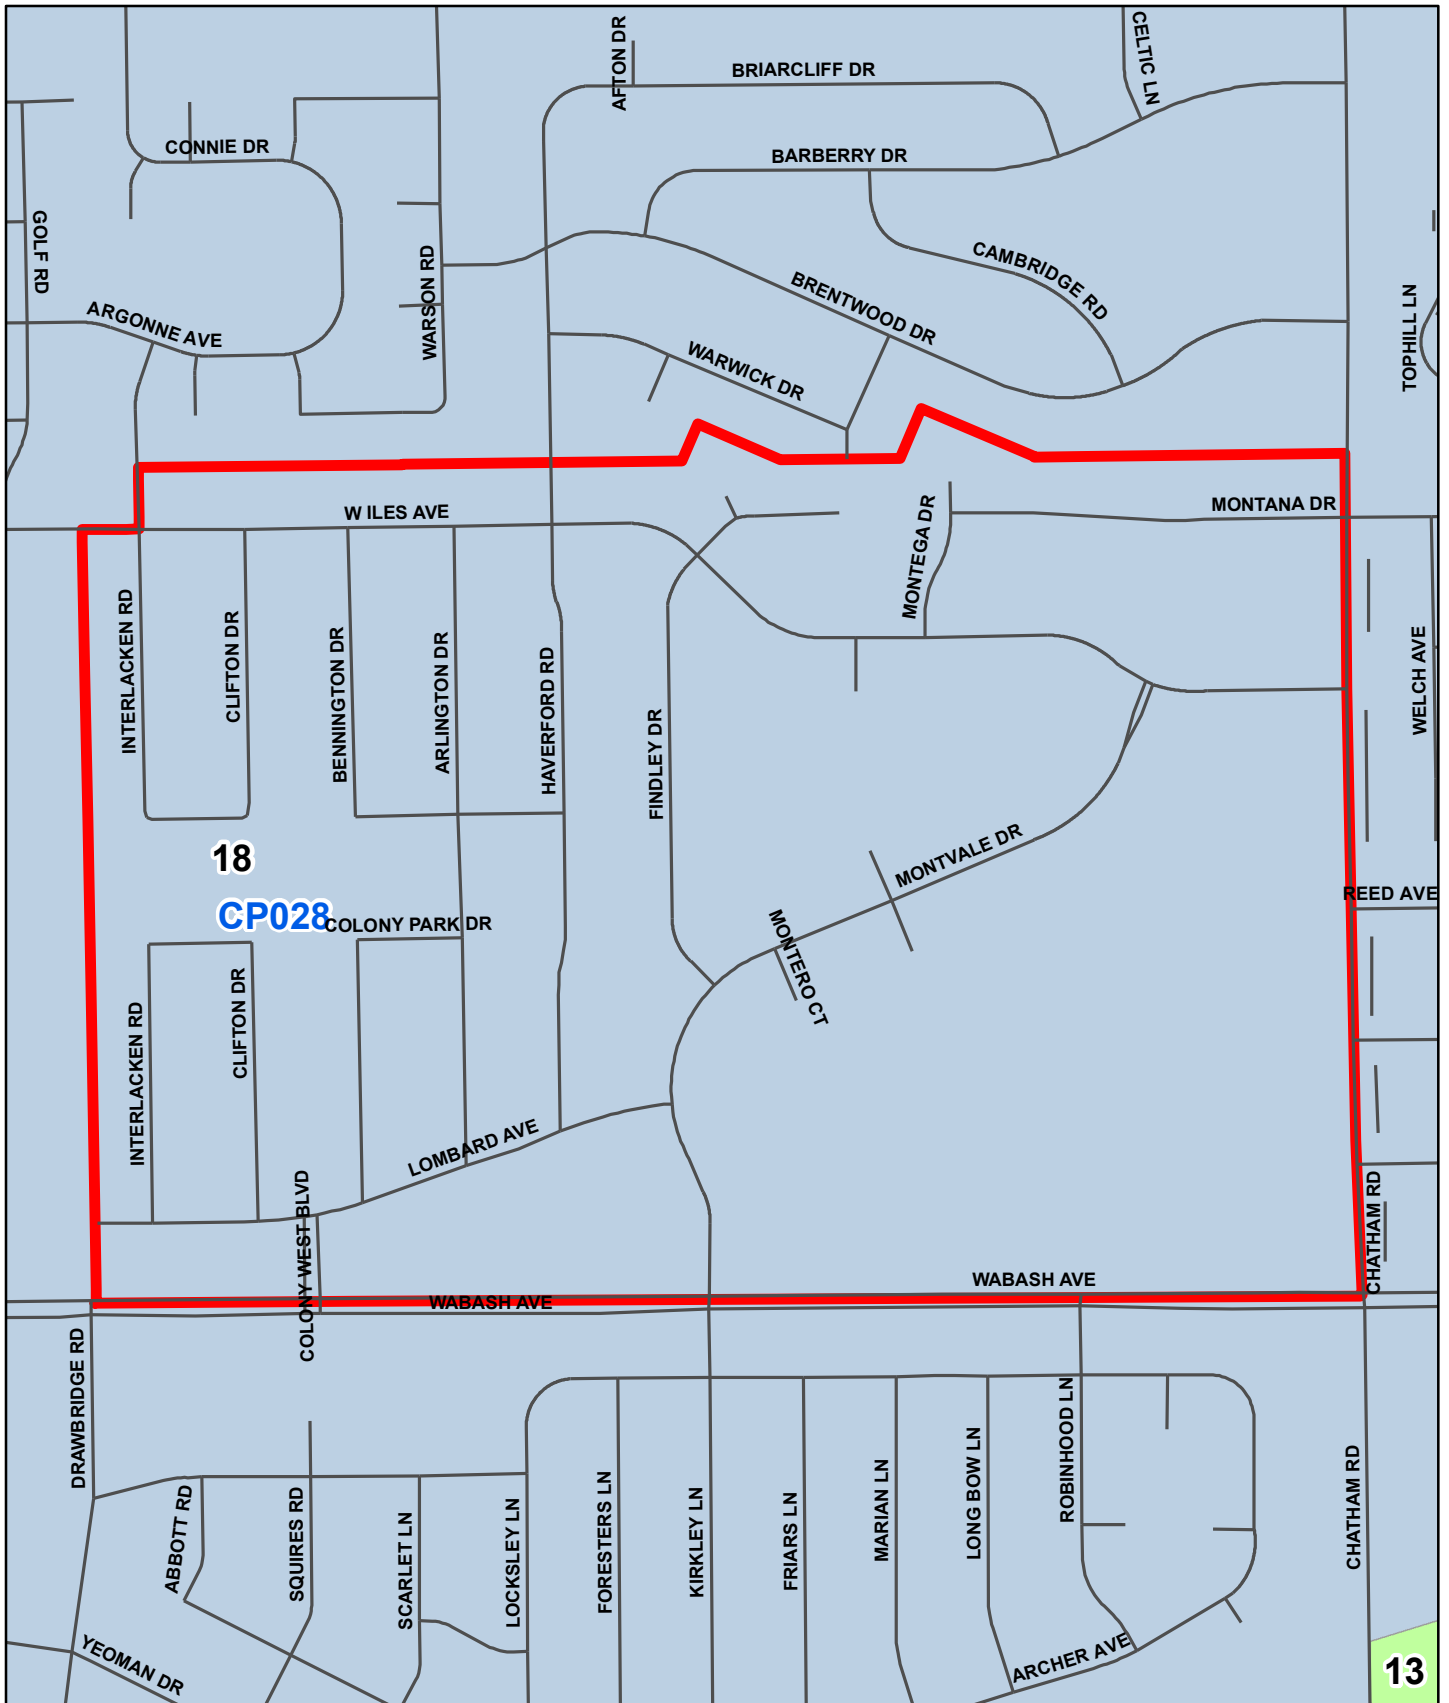 AFTON DR
CELTIC LN
BRIARCLIFF DR
CONNIE DR
BARBERRY DR
GOLF RD
WARSON RD
CAMBRIDGE RD
BRENTWOOD DR
ARGONNE AVE
TOPHILL LN
WARWICK DR
W ILES AVE
MONTEGA DR
MONTANA DR
INTERLACKEN RD
CLIFTON DR
BENNINGTON DR
ARLINGTON DR
HAVERFORD RD
FINDLEY DR
WELCH AVE
18
MONTVALE DR
REED AVE
CP028
COLONY PARK DR
MONTERO CT
INTERLACKEN RD
CLIFTON DR
LOMBARD AVE
COLONY WEST BLVD
CHATHAM RD
WABASH AVE
WABASH AVE
DRAWBRIDGE RD
ABBOTT RD
SQUIRES RD
SCARLET LN
LOCKSLEY LN
FORESTERS LN
KIRKLEY LN
FRIARS LN
MARIAN LN
LONG BOW LN
ROBINHOOD LN
CHATHAM RD
YEOMAN DR
ARCHER AVE
13